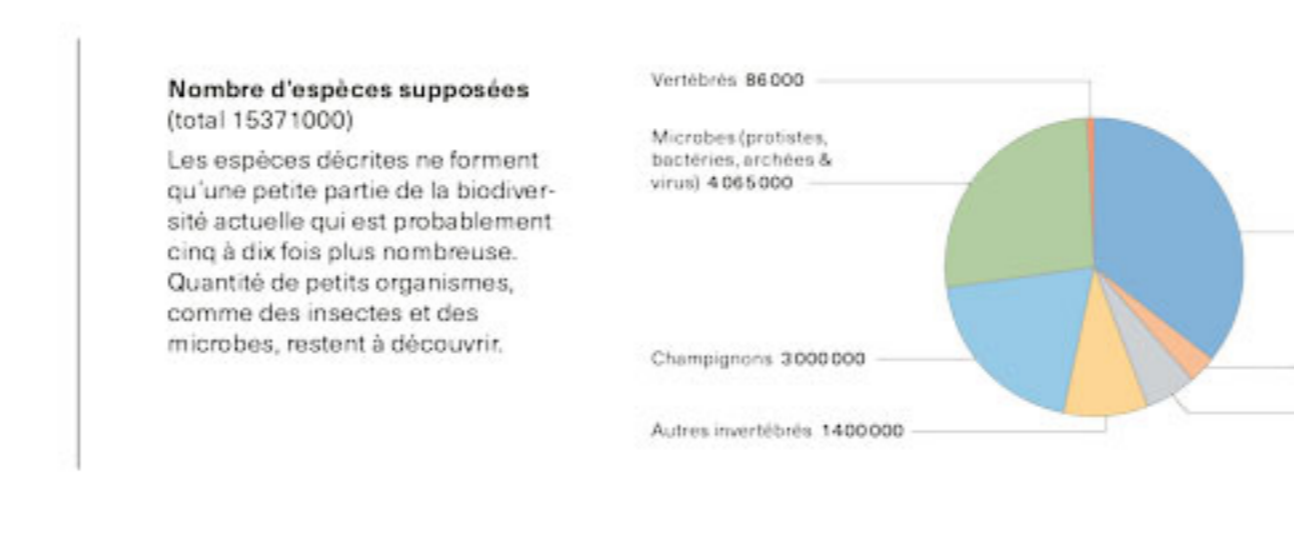 Nombre d'espèces supposées
(total 15371000)
Les espèces décrites ne forment
qu'une petite partie de la biodiver-
sité actuelle qui est probablement
cinq à dix fois plus nombreuse.
Quantité de petits organismes,
comme des insectes et des
microbes, restent à découvrir.
Vertébrés 86000
Microbes (protistes,
bactéries, archées &
virus) 4065000
Champignons 3000000
Autres invertébrés 1400000